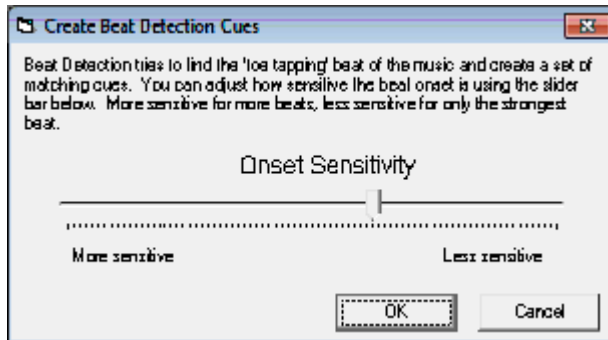 Create Beat Detection Cues
Beat Detection tries to find the 'toe tapping' beat of the music and create a set of
matching cues. You can adjust how sensitive the beat onset is using the slider
bar below. More sensitive for more beats, less sensitive for only the strongest
beat.
Onset Sensitivity
More sensitive Less sensitive
OK Cancel